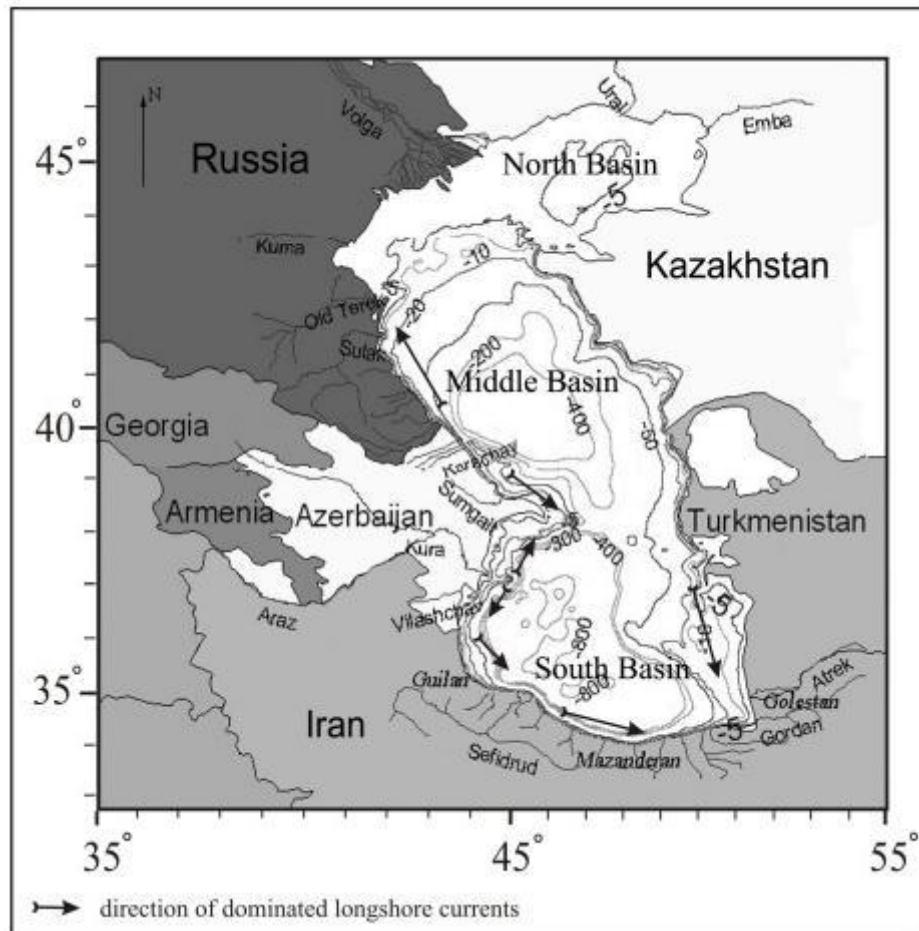 N
Volga
Ural
Emba
45°
Russia
North Basin
-5
Kuma
-10
Kazakhstan
Old Terek
-20
Sulak
-200
Middle Basin
-400
-50
40°
Georgia
Karachay
Sumgait
Armenia
Azerbaijan
Turkmenistan
-300
-400
Kura
-5
Vilashchay
Araz
-800
South Basin
-800
35°
Guilan
Atrek
Golestan
Iran
-5
Gordan
Sefidrud
Mazanderan
35°
45°
55°
direction of dominated longshore currents